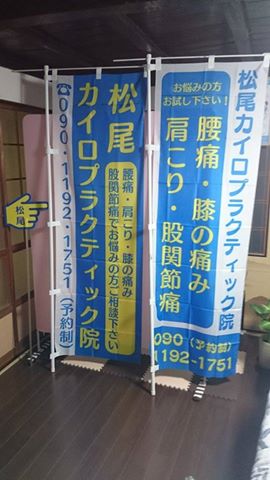 お悩みの方
お試し下さい！
松尾カイロプラクティック院
腰痛・膝の痛み
肩こり・股関節痛
090（予約制）
1192-1751
松尾
カイロプラクティック院
腰痛・肩こり・膝の痛み
股関節痛でお悩みの方ご相談下さい
☎090・1192・1751（予約制）
松尾